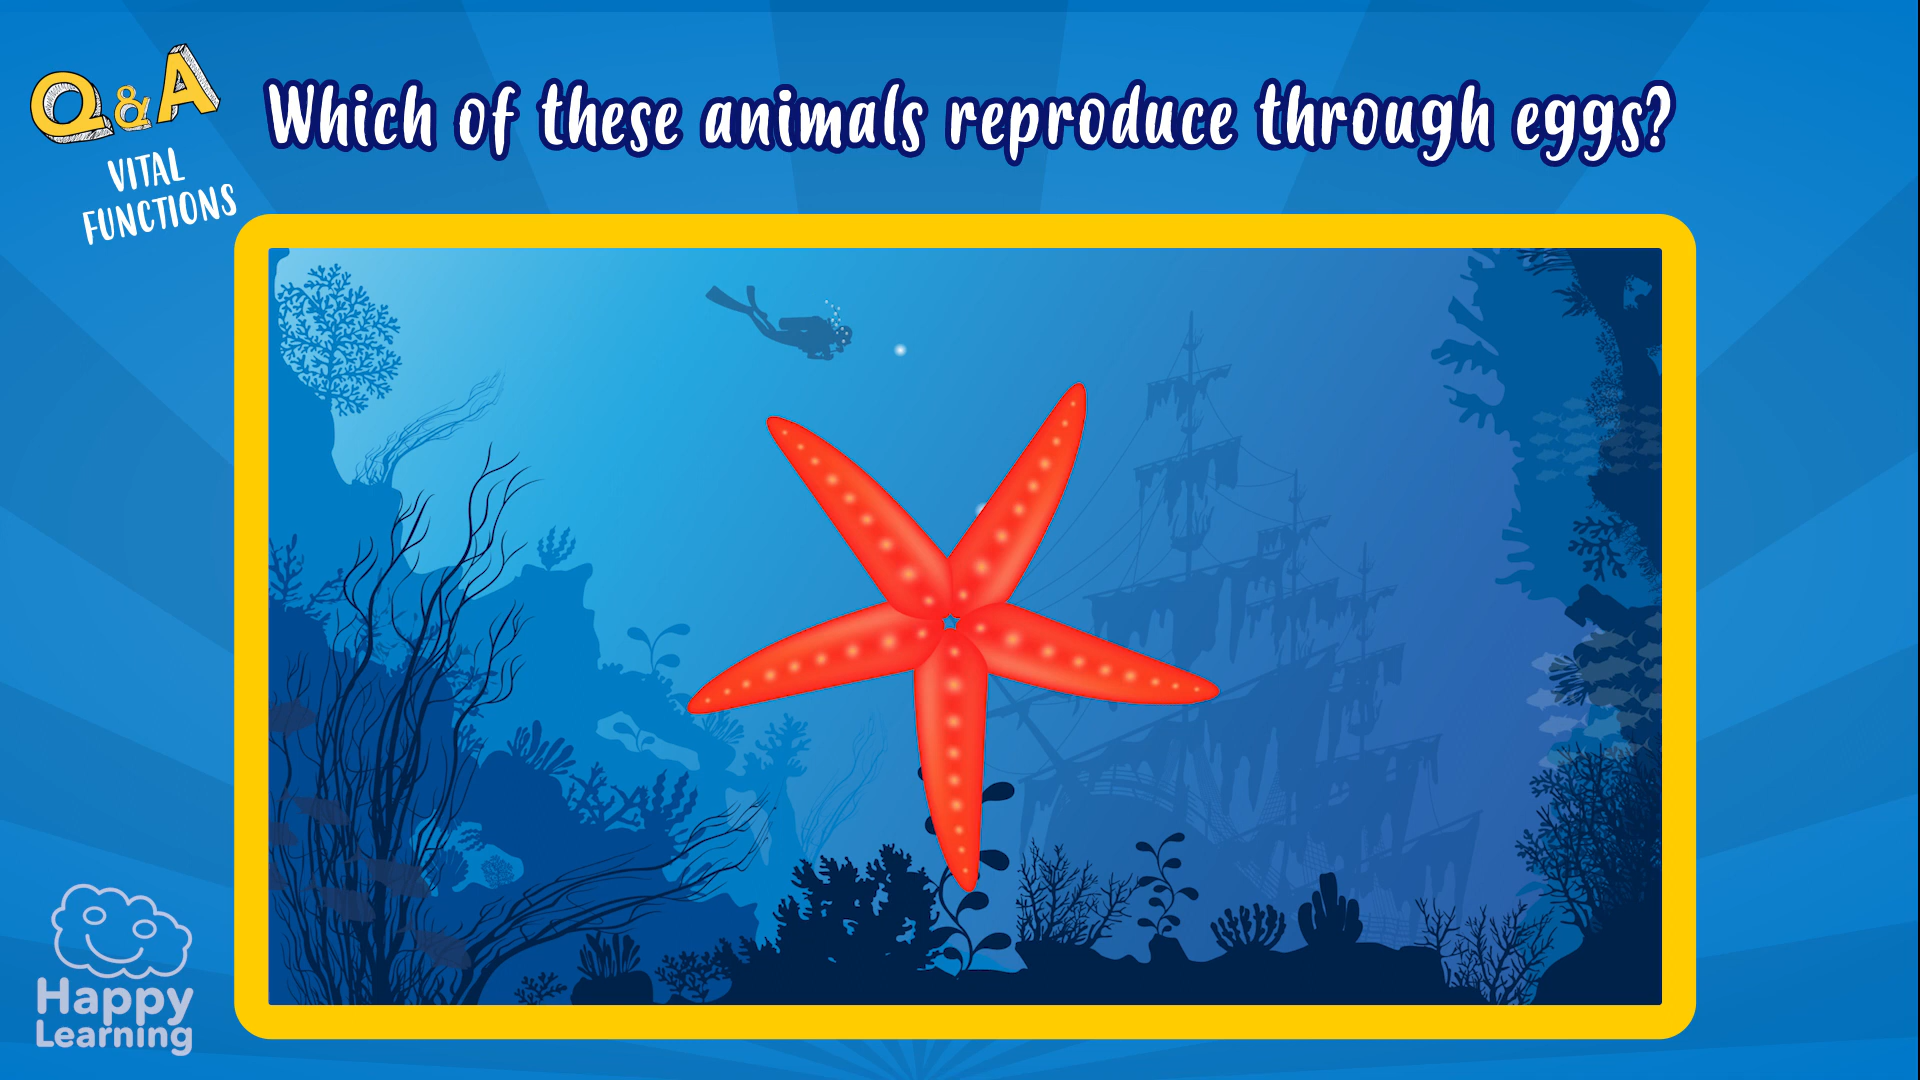 Q&A
VITAL
FUNCTIONS
Which of these animals reproduce through eggs?
Happy
Learning